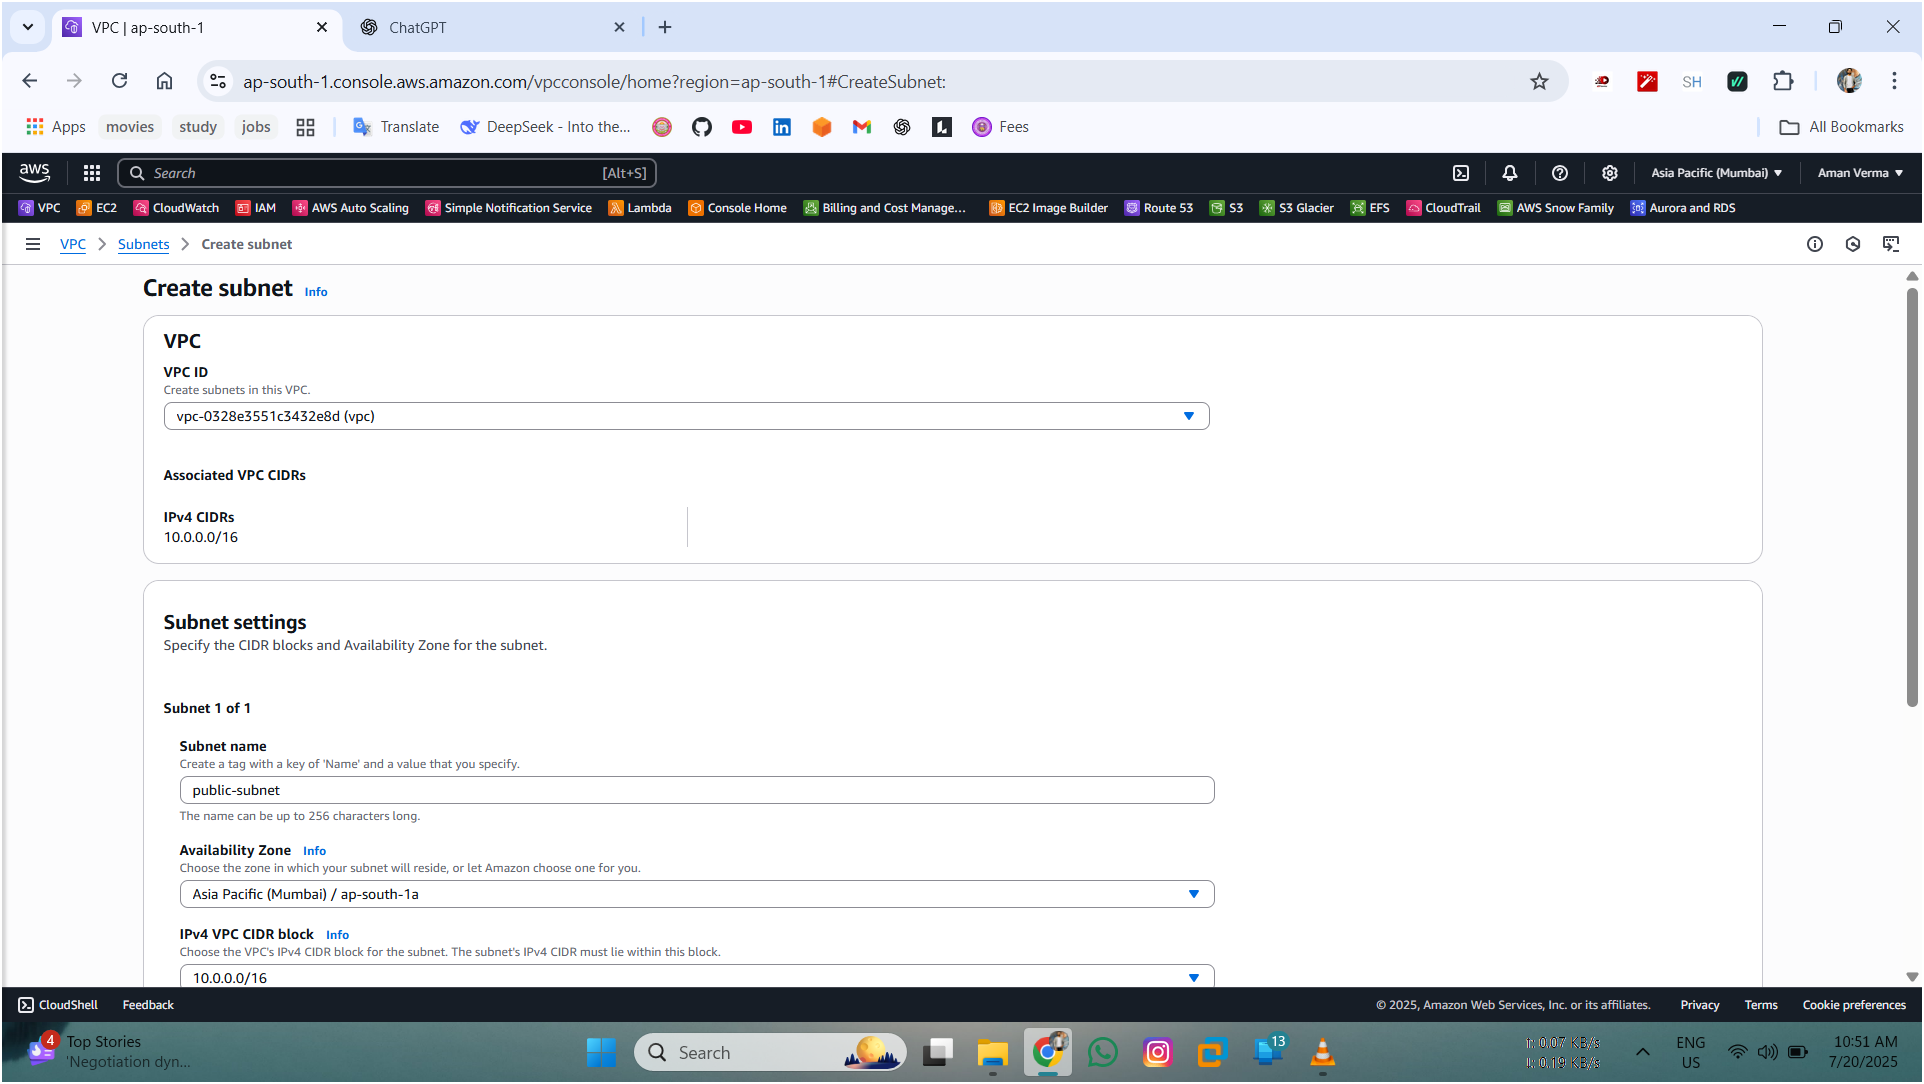 VPC | ap-south-1
ChatGPT
ap-south-1.console.aws.amazon.com/vpcconsole/home?region=ap-south-1#CreateSubnet:
SH
Apps
movies
study
jobs
Translate
DeepSeek - Into the...
Fees
All Bookmarks
aws
Search
[Alt+S]
Asia Pacific (Mumbai)
Aman Verma
VPC
EC2
CloudWatch
IAM
AWS Auto Scaling
Simple Notification Service
Lambda
Console Home
Billing and Cost Manage...
EC2 Image Builder
Route 53
S3
S3 Glacier
EFS
CloudTrail
AWS Snow Family
Aurora and RDS
VPC
Subnets
Create subnet
Create subnet Info
VPC
VPC ID
Create subnets in this VPC.
vpc-0328e3551c3432e8d (vpc)
Associated VPC CIDRs
IPv4 CIDRs
10.0.0.0/16
Subnet settings
Specify the CIDR blocks and Availability Zone for the subnet.
Subnet 1 of 1
Subnet name
Create a tag with a key of 'Name' and a value that you specify.
public-subnet
The name can be up to 256 characters long.
Availability Zone Info
Choose the zone in which your subnet will reside, or let Amazon choose one for you.
Asia Pacific (Mumbai) / ap-south-1a
IPv4 VPC CIDR block Info
Choose the VPC's IPv4 CIDR block for the subnet. The subnet's IPv4 CIDR must lie within this block.
10.0.0.0/16
CloudShell
Feedback
© 2025, Amazon Web Services, Inc. or its affiliates.
Privacy
Terms
Cookie preferences
4
Top Stories
'Negotiation dyn...
Search
13
0.07 KB/s
0.19 KB/s
ENG
US
10:51 AM
7/20/2025